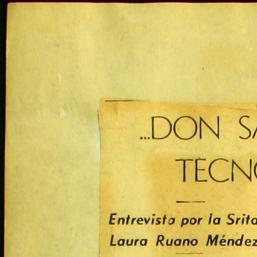 ...DON SA
TECNO
Entrevista por la Srita
Laura Ruano Méndez